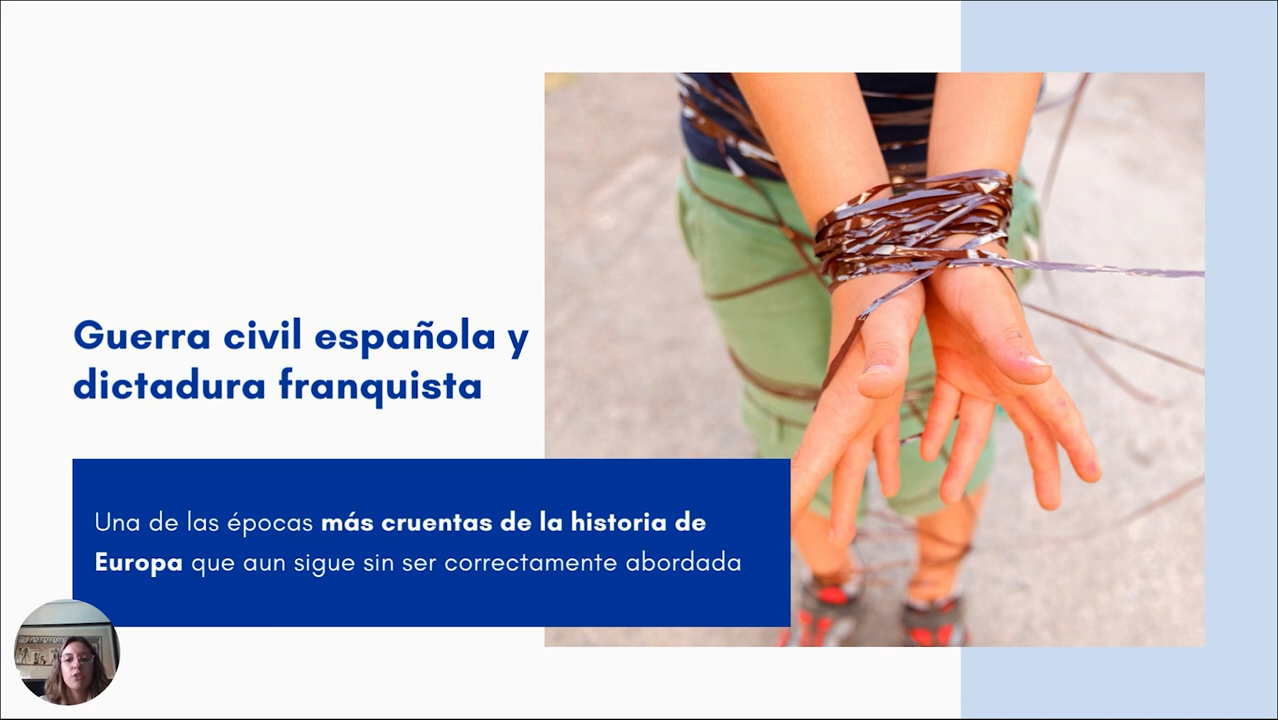 Guerra civil española y
dictadura franquista
Una de las épocas más cruentas de la historia de
Europa que aun sigue sin ser correctamente abordada